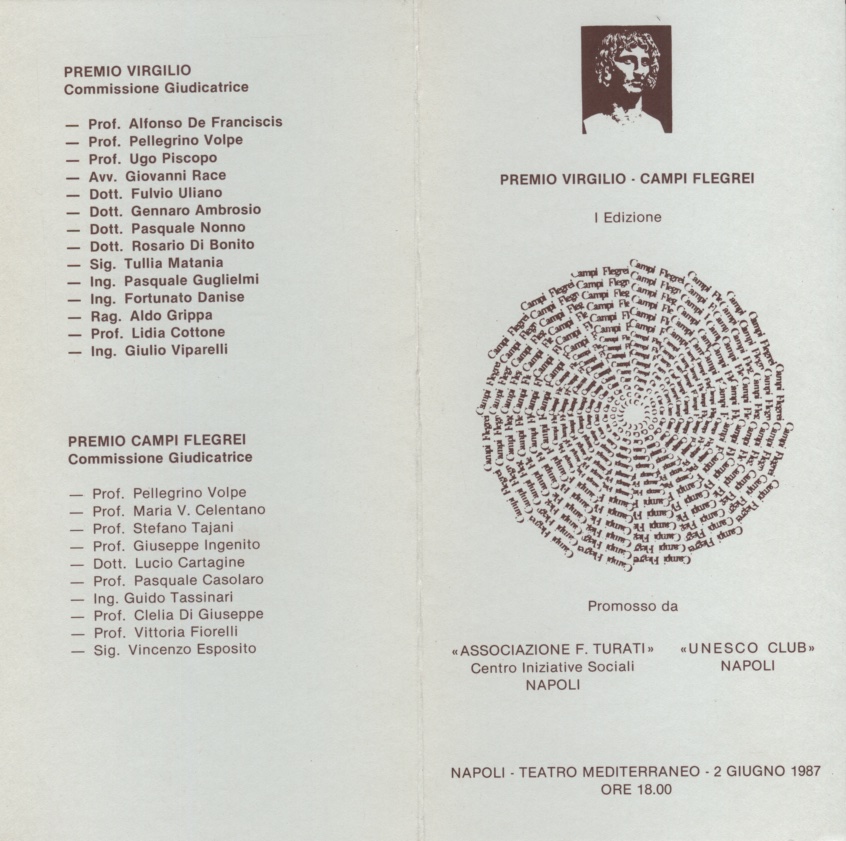 PREMIO VIRGILIO
Commissione Giudicatrice
— Prof. Alfonso De Franciscis
— Prof. Pellegrino Volpe
— Prof. Ugo Piscopo
— Avv. Giovanni Race
— Dott. Fulvio Uliano
— Dott. Gennaro Ambrosio
— Dott. Pasquale Nonno
— Dott. Rosario Di Bonito
— Sig. Tullia Matania
— Ing. Pasquale Guglielmi
— Ing. Fortunato Danise
— Rag. Aldo Grippa
— Prof. Lidia Cottone
— Ing. Giulio Viparelli
PREMIO CAMPI FLEGREI
Commissione Giudicatrice
— Prof. Pellegrino Volpe
— Prof. Maria V. Celentano
— Prof. Stefano Tajani
— Prof. Giuseppe Ingenito
— Dott. Lucio Cartagine
— Prof. Pasquale Casolaro
— Ing. Guido Tassinari
— Prof. Clelia Di Giuseppe
— Prof. Vittoria Fiorelli
— Sig. Vincenzo Esposito
PREMIO VIRGILIO - CAMPI FLEGREI
I Edizione
Campi Flegrei
Promosso da
«ASSOCIAZIONE F. TURATI» «UNESCO CLUB»
Centro Iniziative Sociali NAPOLI
NAPOLI
NAPOLI - TEATRO MEDITERRANEO - 2 GIUGNO 1987
ORE 18.00